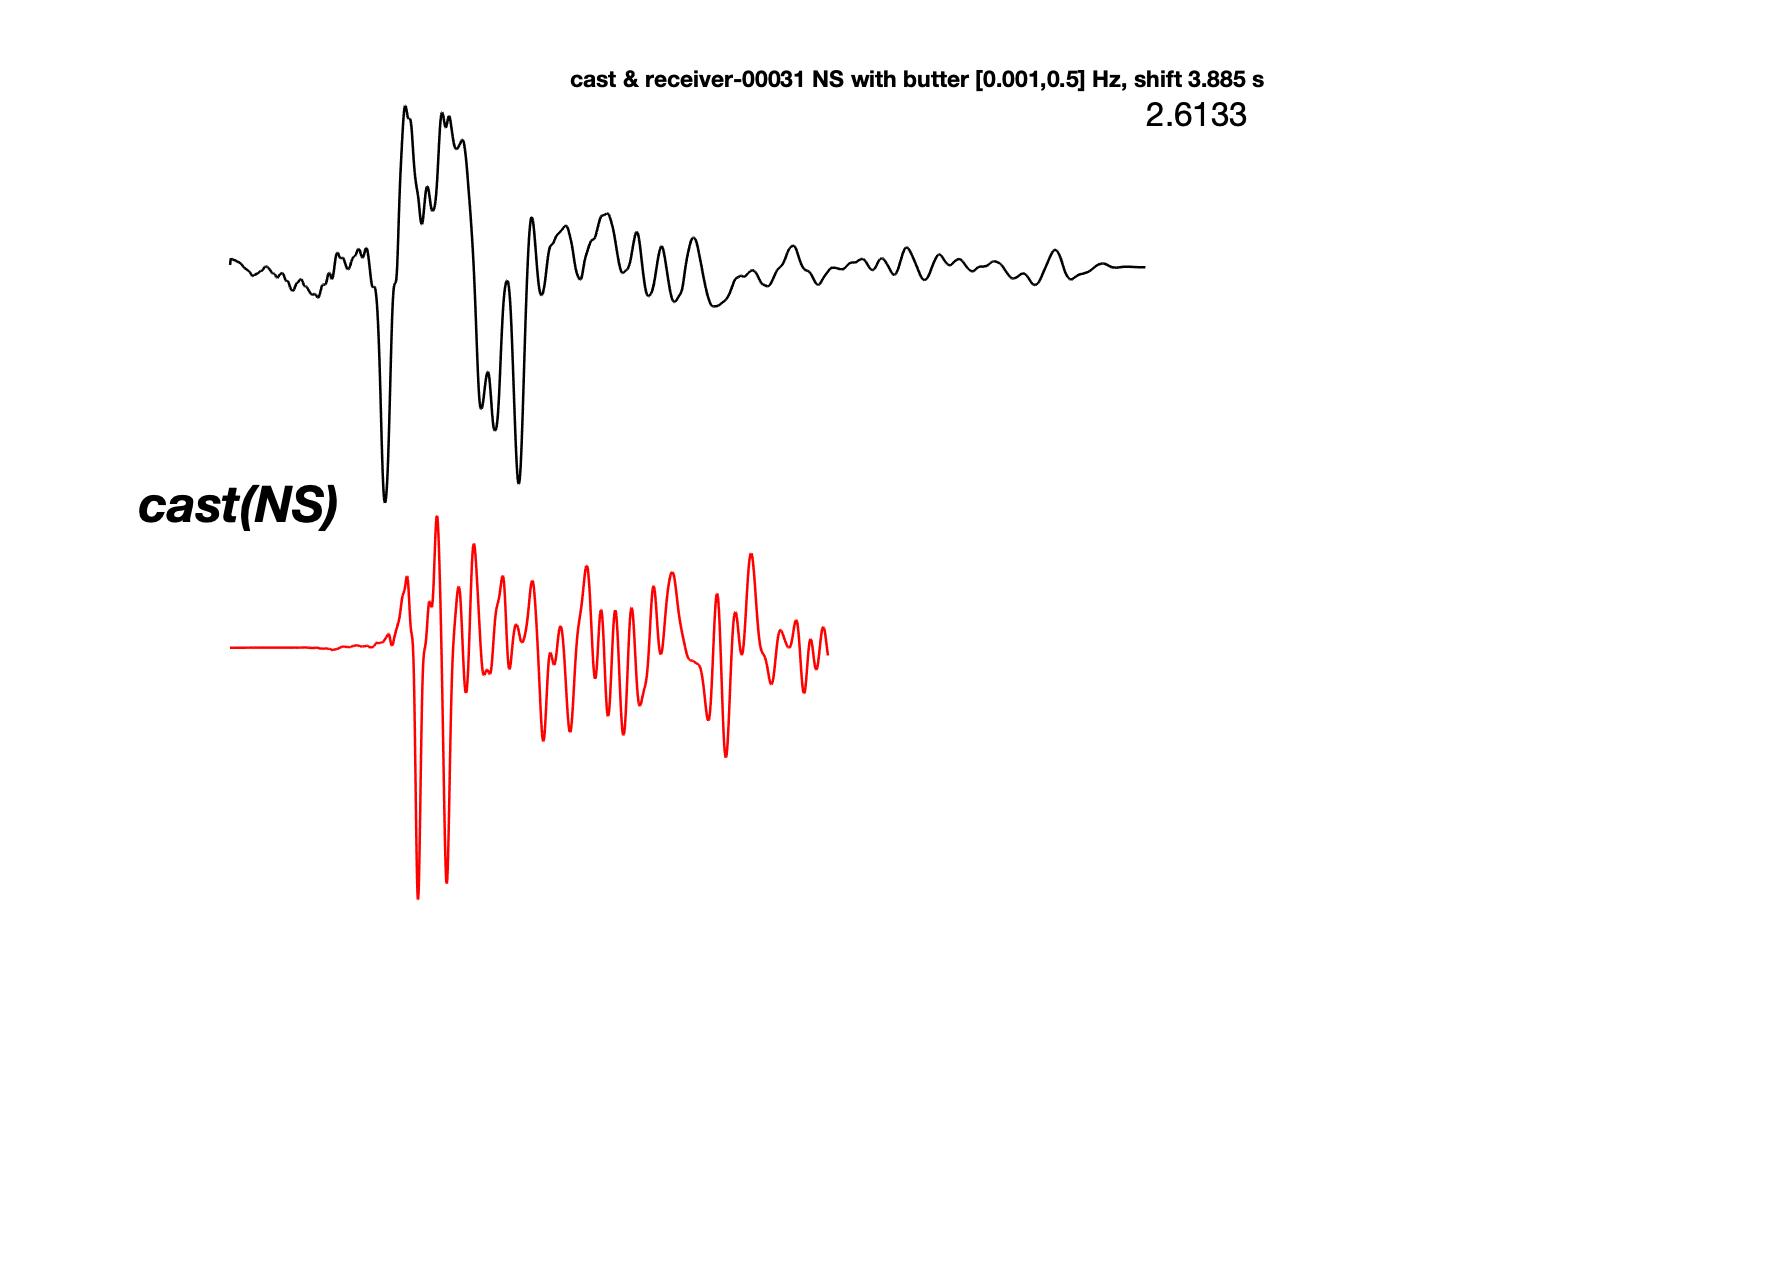 cast & receiver-00031 NS with butter [0.001,0.5] Hz, shift 3.885 s
2.6133
cast(NS)